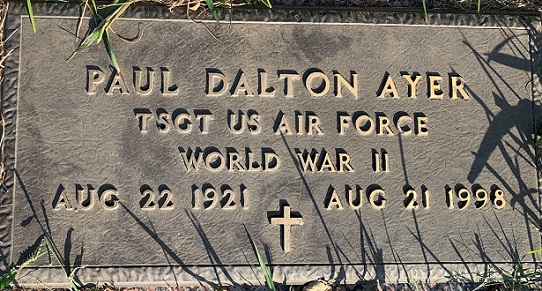 PAUL DALTON AYER
TSGT US AIR FORCE
WORLD WAR II
AUG 22 1921 AUG 21 1998